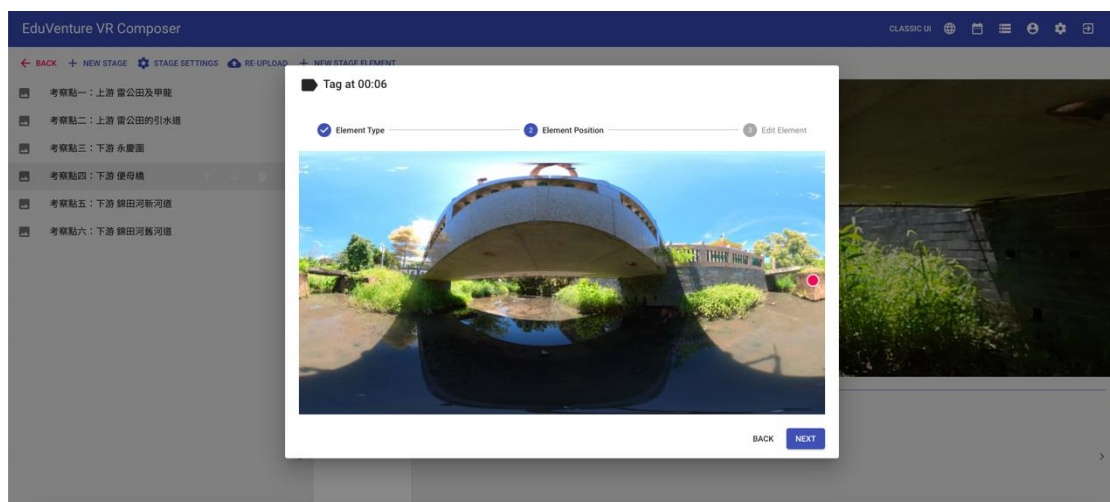 EduVenture VR Composer
CLASSIC UI
BACK + NEW STAGE STAGE SETTINGS RE-UPLOAD + NEW STAGE ELEMENT
考察點一：上游 雷公田及甲龍
考察點二：上游 雷公田的引水道
考察點三：下游 永慶圍
考察點四：下游 便母橋
考察點五：下游 錦田河新河道
考察點六：下游 錦田河舊河道
Tag at 00:06
Element Type
2 Element Position
3 Edit Element
BACK NEXT